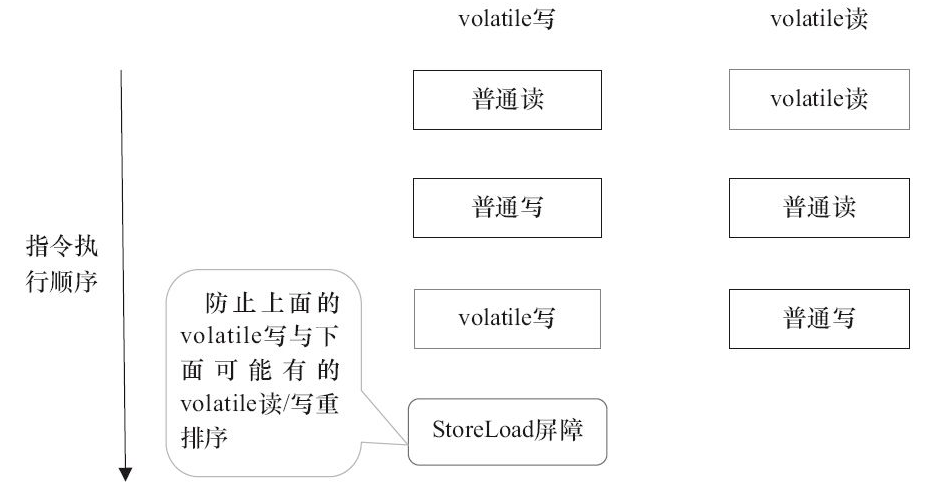 volatile写
volatile读
普通读
volatile读
普通写
普通读
指令执
行顺序
防止上面的
volatile写与下
面可能有的
volatile读/写重
排序
volatile写
普通写
StoreLoad屏障